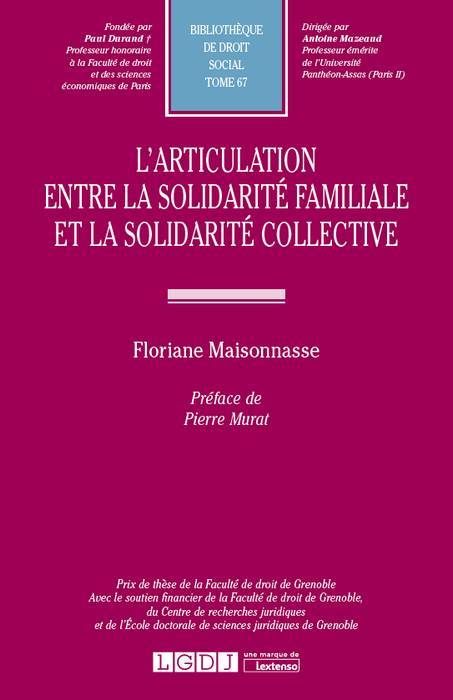 Fondée par
Paul Durand †
Professeur honoraire
à la Faculté de droit
et des sciences
économiques de Paris
BIBLIOTHÈQUE
DE DROIT
SOCIAL
TOME 67
Dirigée par
Antoine Mazeaud
Professeur émérite
de l'Université
Panthéon-Assas (Paris II)
L'ARTICULATION
ENTRE LA SOLIDARITÉ FAMILIALE
ET LA SOLIDARITÉ COLLECTIVE
Floriane Maisonnasse
Préface de
Pierre Murat
Prix de thèse de la Faculté de droit de Grenoble
Avec le soutien financier de la Faculté de droit de Grenoble,
du Centre de recherches juridiques
et de l'École doctorale de sciences juridiques de Grenoble
LGDJ
une marque de
Lextenso